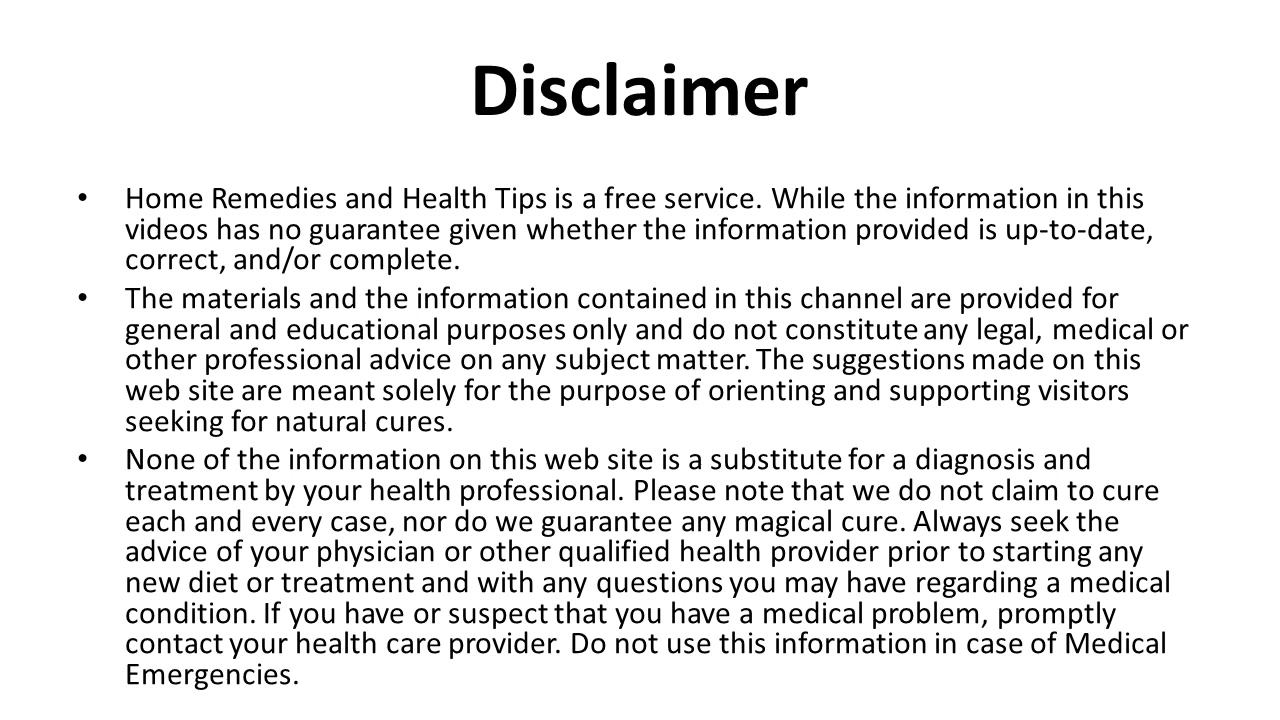 Disclaimer
• Home Remedies and Health Tips is a free service. While the information in this
videos has no guarantee given whether the information provided is up-to-date,
correct, and/or complete.
• The materials and the information contained in this channel are provided for
general and educational purposes only and do not constitute any legal, medical or
other professional advice on any subject matter. The suggestions made on this
web site are meant solely for the purpose of orienting and supporting visitors
seeking for natural cures.
• None of the information on this web site is a substitute for a diagnosis and
treatment by your health professional. Please note that we do not claim to cure
each and every case, nor do we guarantee any magical cure. Always seek the
advice of your physician or other qualified health provider prior to starting any
new diet or treatment and with any questions you may have regarding a medical
condition. If you have or suspect that you have a medical problem, promptly
contact your health care provider. Do not use this information in case of Medical
Emergencies.